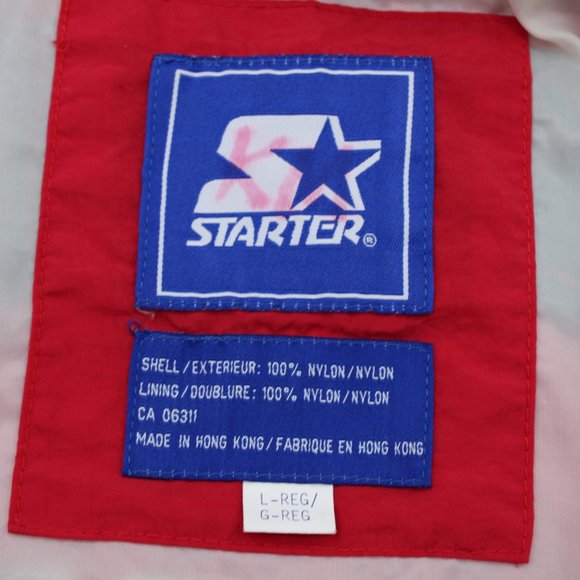 STARTER®
SHELL/EXTERIEUR: 100% NYLON/NYLON
LINING/DOUBLURE: 100% NYLON/NYLON
CA 06311
MADE IN HONG KONG/FABRIQUE EN HONG KONG
L-REG/
G-REG